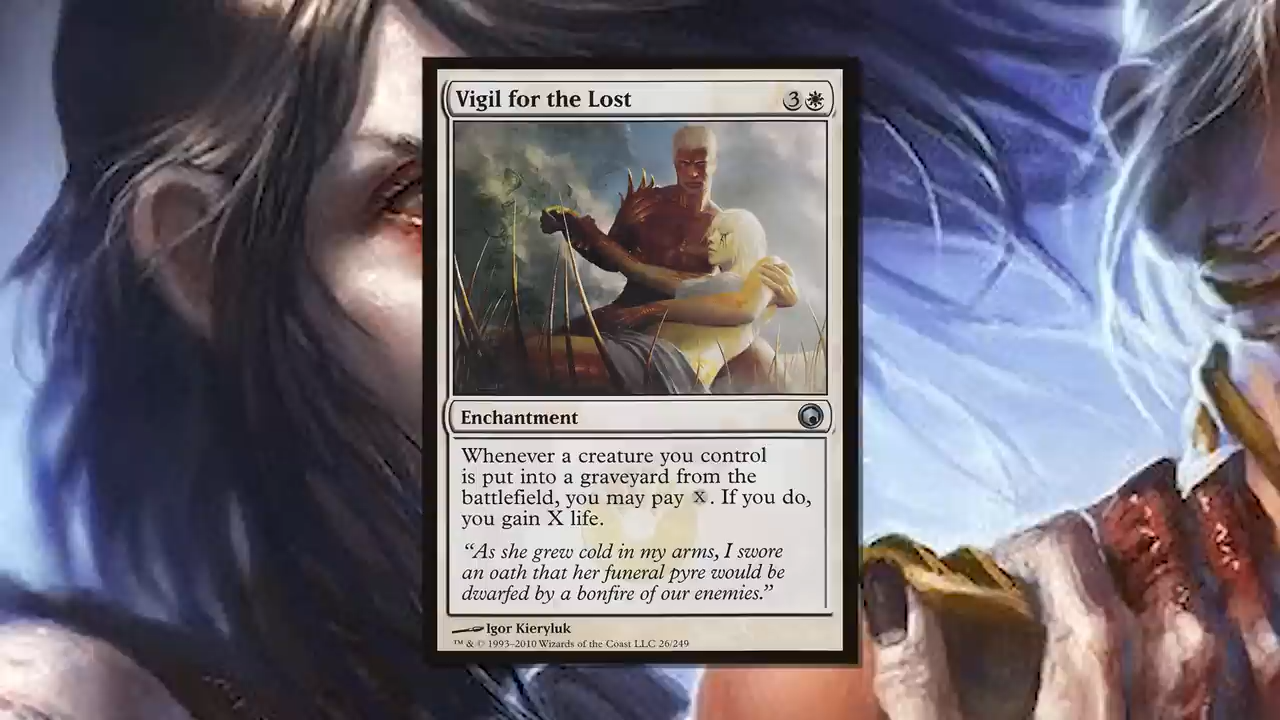 Vigil for the Lost 3
Enchantment
Whenever a creature you control
is put into a graveyard from the
battlefield, you may pay X. If you do,
you gain X life.
“As she grew cold in my arms, I swore
an oath that her funeral pyre would be
dwarfed by a bonfire of our enemies.”
Igor Kieryluk
™ & © 1993–2010 Wizards of the Coast LLC 26/249